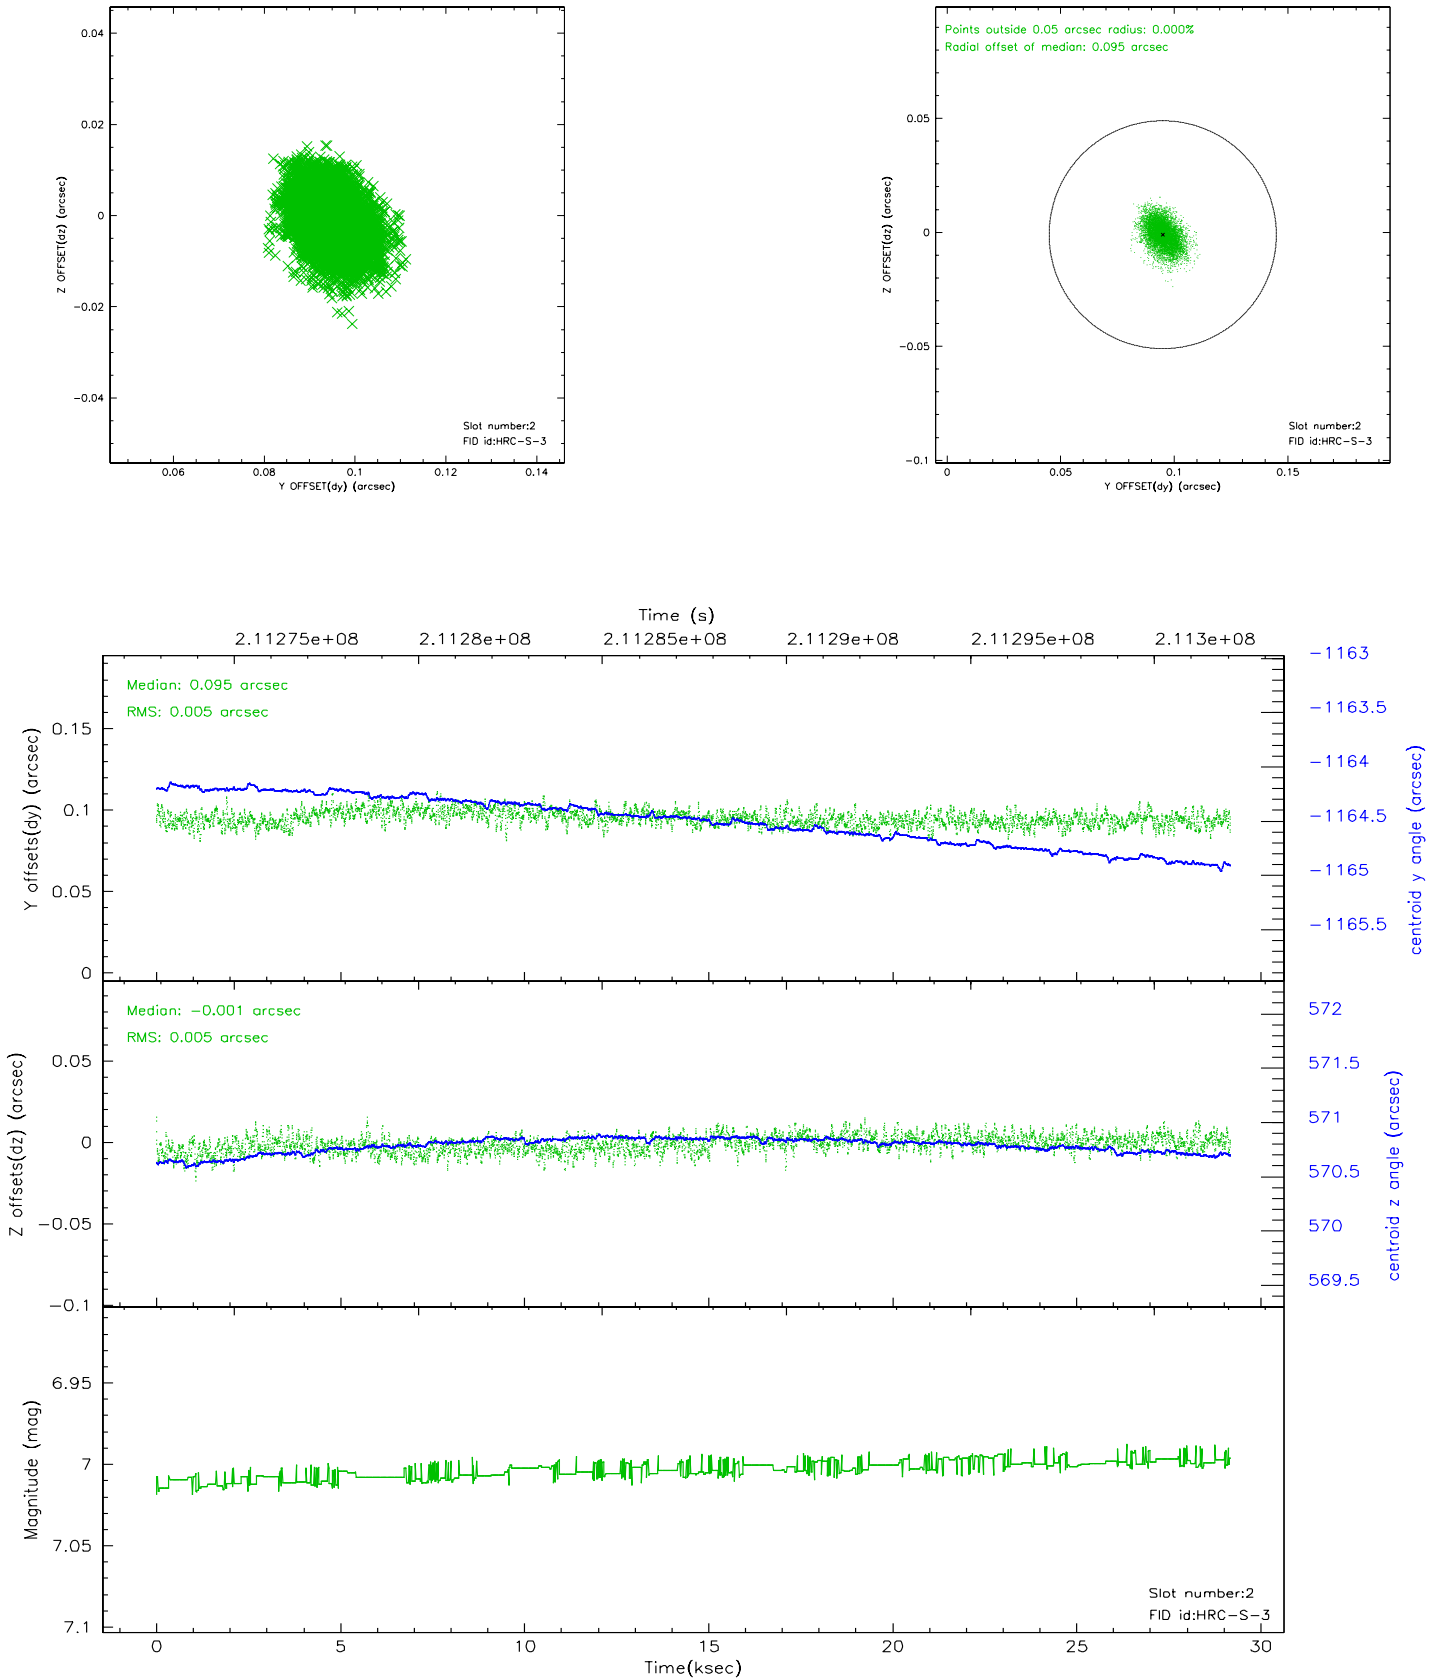 0.04
0.02
0
−0.02
−0.04
Z OFFSET(dz) (arcsec)
Slot number:2
FID id:HRC−S−3
0.06 0.08 0.1 0.12 0.14
Y OFFSET(dy) (arcsec)
Points outside 0.05 arcsec radius: 0.000%
Radial offset of median: 0.095 arcsec
0.05
0
−0.05
−0.1
Z OFFSET(dz) (arcsec)
Slot number:2
FID id:HRC−S−3
0 0.05 0.1 0.15
Y OFFSET(dy) (arcsec)
Time (s)
2.11275e+08 2.1128e+08 2.11285e+08 2.1129e+08 2.11295e+08 2.113e+08
Median: 0.095 arcsec
RMS: 0.005 arcsec
0.15
0.1
0.05
0
Y offsets(dy) (arcsec)
−1163
−1163.5
−1164
−1164.5
−1165
−1165.5
centroid y angle (arcsec)
Median: −0.001 arcsec
RMS: 0.005 arcsec
0.05
0
−0.05
−0.1
Z offsets(dz) (arcsec)
572
571.5
571
570.5
570
569.5
centroid z angle (arcsec)
6.95
7
7.05
7.1
Magnitude (mag)
Slot number:2
FID id:HRC−S−3
0 5 10 15 20 25 30
Time(ksec)